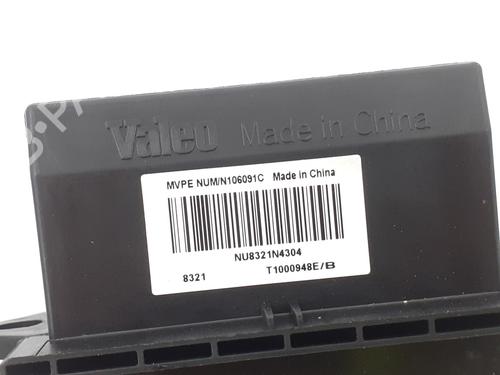 Valeo Made in China
MVPE NUM/N106091C Made in China
NU8321N4304
8321 T1000948E/B